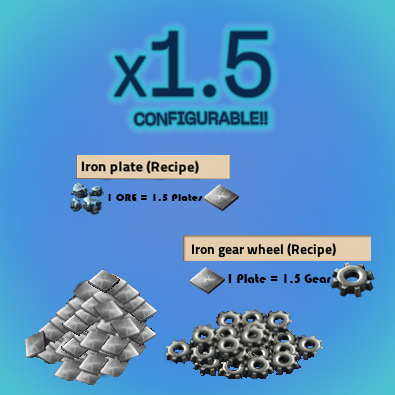 x1.5
CONFIGURABLE!!
Iron plate (Recipe)
1 ORE = 1.5 Plates
Iron gear wheel (Recipe)
1 Plate = 1.5 Gear